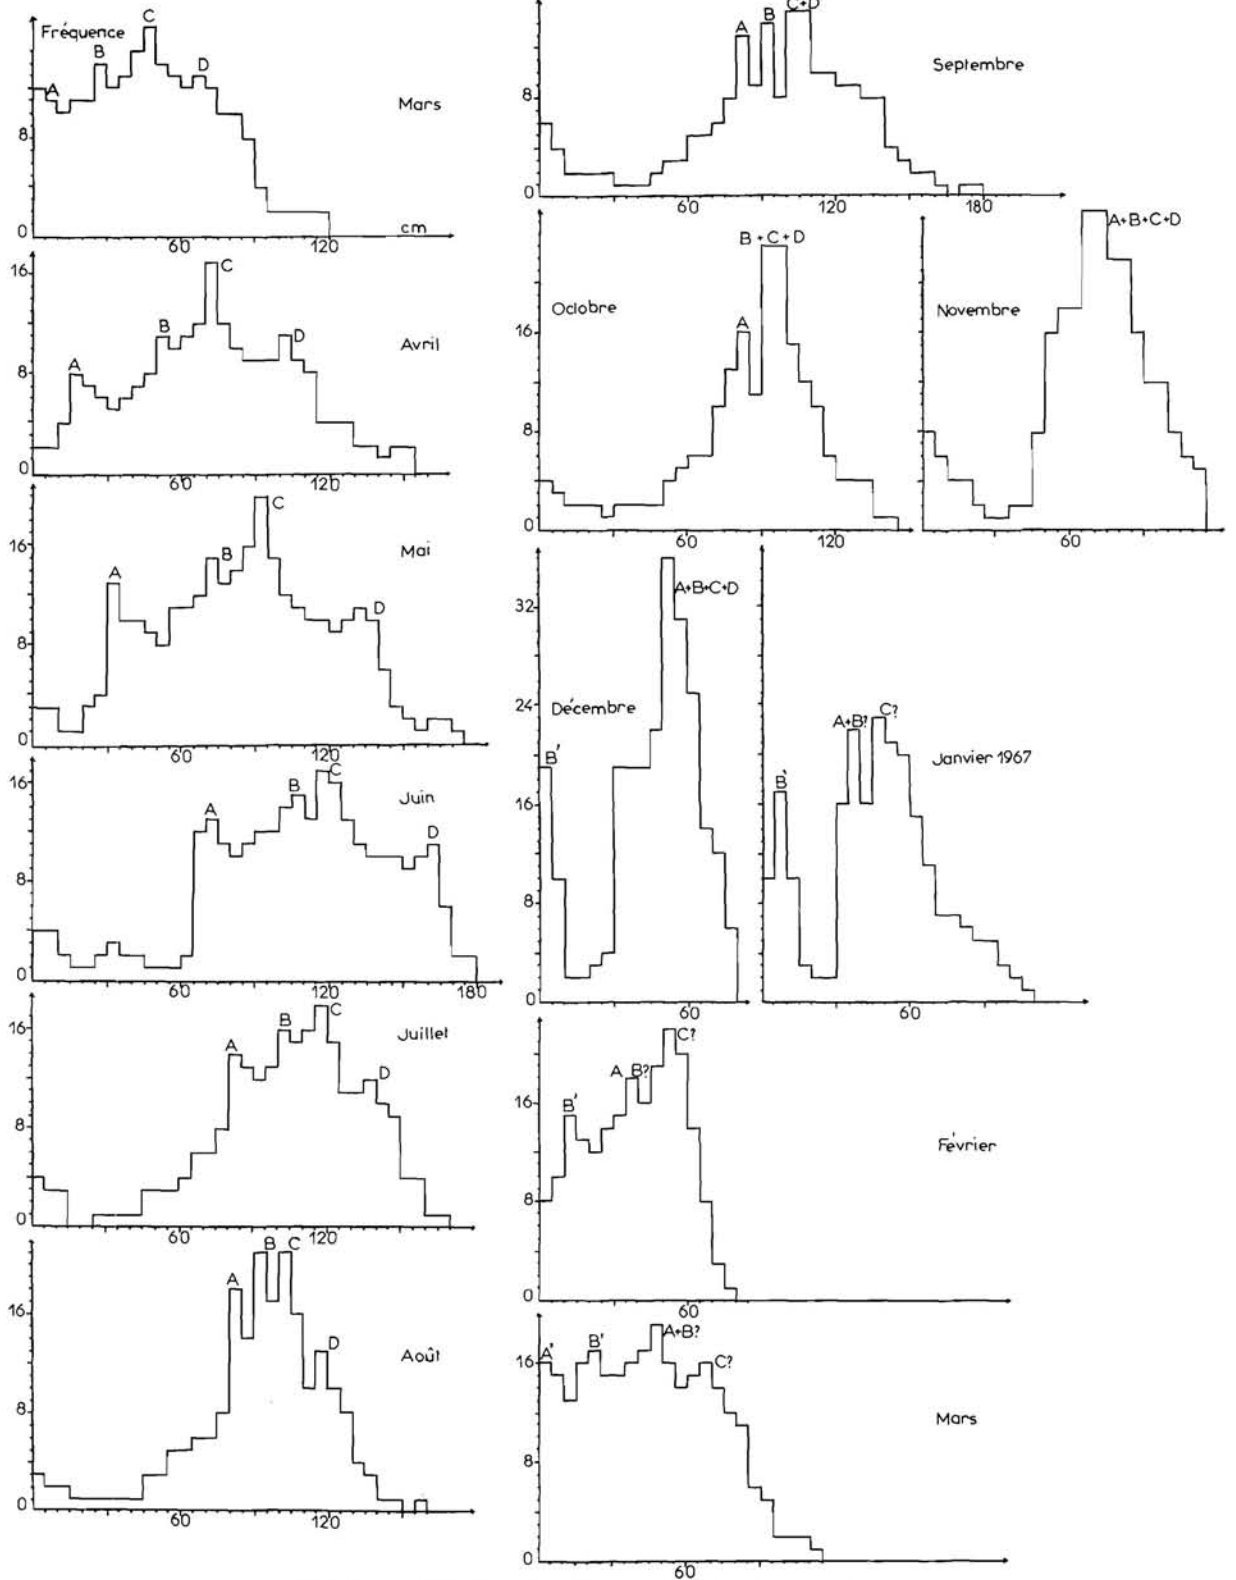 Fréquence
A
B
C
D
Mars
8
0
60
120
cm
16
A
B
C
D
Avril
8
0
60
120
16
A
B
C
D
Mai
8
0
60
120
16
A
B
C
D
Juin
8
0
60
120
180
16
A
B
C
D
Juillet
8
0
60
120
16
A
B
C
D
Août
8
0
60
120
A
B
C+D
Septembre
8
0
60
120
180
B+C+D
A
Octobre
16
8
0
60
120
A+B+C+D
Novembre
60
32
A+B+C+D
24
Décembre
B'
16
8
0
60
A+B?
C?
B'
Janvier 1967
60
C?
A B?
B'
16
Février
8
0
60
A'
B'
A+B?
C?
16
Mars
8
0
60